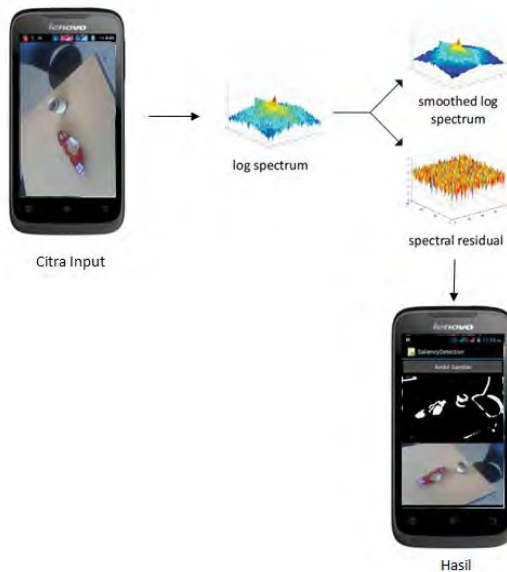 lenovo
Citra Input
log spectrum
smoothed log
spectrum
spectral residual
lenovo
SaliencyDetection
Ambil Gambar
Hasil